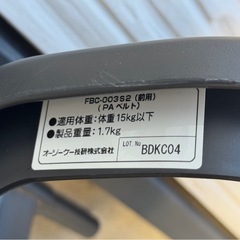 FBC-003S2 (前用)
(PAベルト)
●適用体重:体重15kg以下
●製品重量:1.7kg
オージーケー技研株式会社
LOT.No
BDKC04